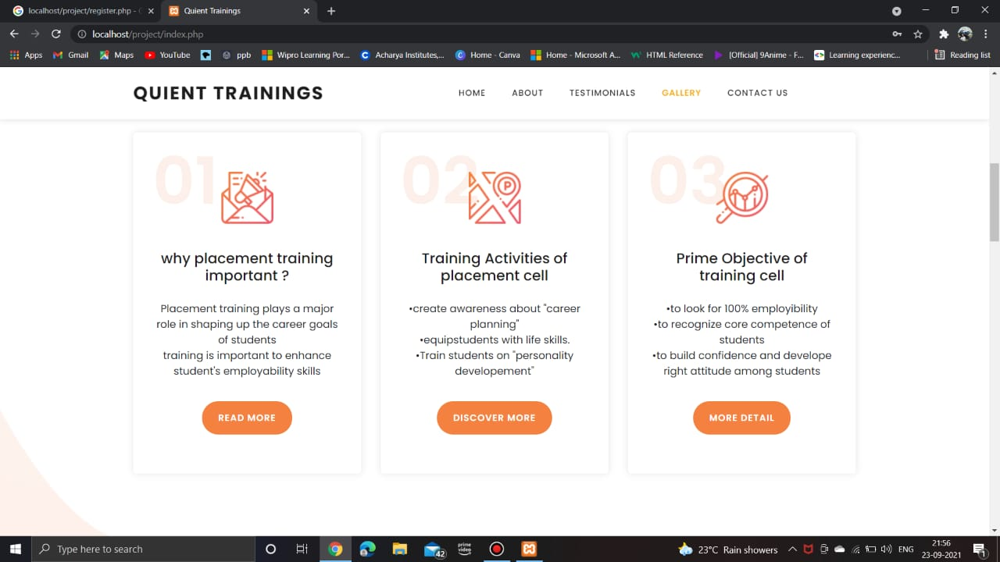 localhost/project/register.php - G
Quient Trainings
localhost/project/index.php
Apps
Gmail
Maps
YouTube
ppb
Wipro Learning Por...
Acharya Institutes,...
Home - Canva
Home - Microsoft A...
HTML Reference
[Official] 9Anime - F...
Learning experienc...
Reading list
QUIENT TRAININGS
HOME
ABOUT
TESTIMONIALS
GALLERY
CONTACT US
01
why placement training
important ?
Placement training plays a major
role in shaping up the career goals
of students
training is important to enhance
student's employability skills
READ MORE
02
P
Training Activities of
placement cell
•create awareness about "career
planning"
•equipstudents with life skills.
•Train students on "personality
developement"
DISCOVER MORE
03
Prime Objective of
training cell
•to look for 100% employibility
•to recognize core competence of
students
•to build confidence and develope
right attitude among students
MORE DETAIL
Type here to search
42
prime
video
23°C Rain showers
ENG
21:56
23-09-2021
1